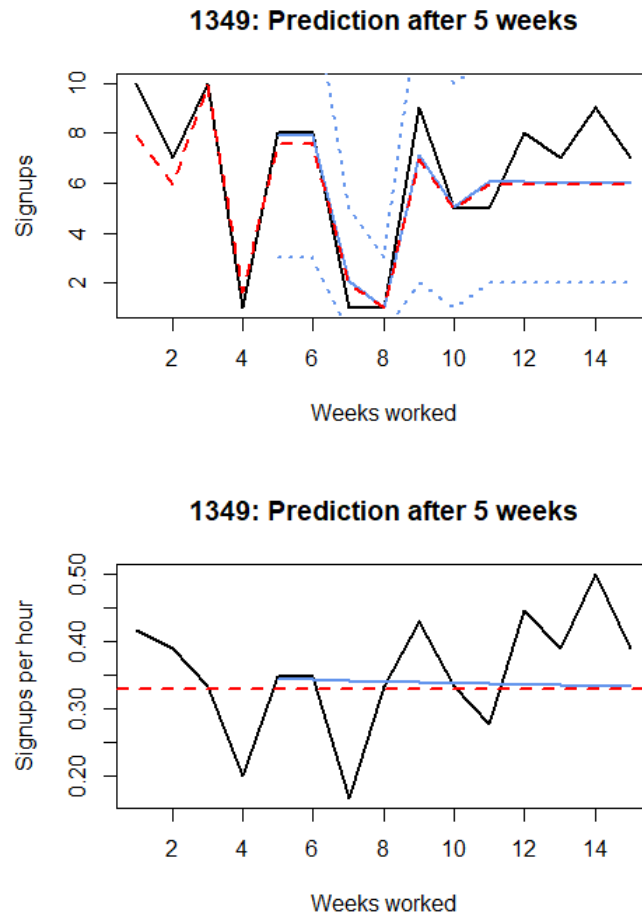 1349: Prediction after 5 weeks
Signups
10
8
6
4
2
2 4 6 8 10 12 14
Weeks worked
1349: Prediction after 5 weeks
Signups per hour
0.50
0.40
0.30
0.20
2 4 6 8 10 12 14
Weeks worked